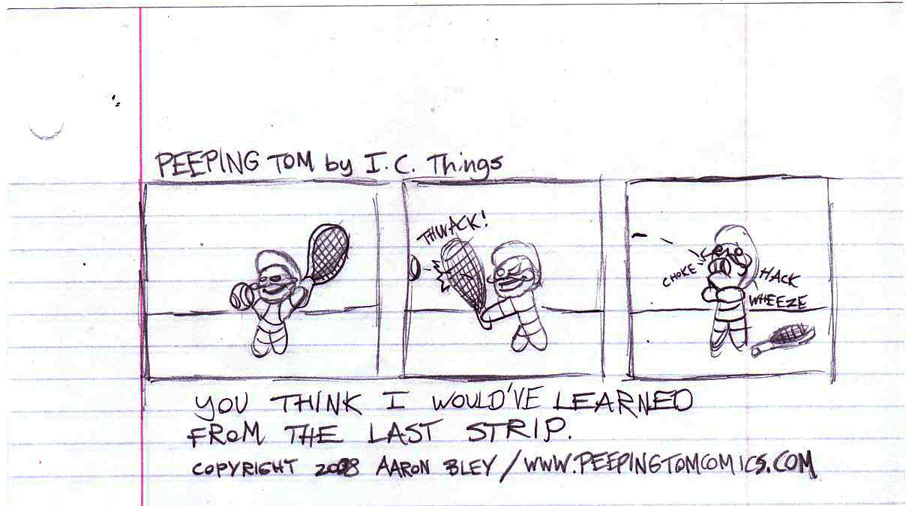 PEEPING TOM by I.C. Things
THWACK!
CHOKE
HACK
WHEEZE
YOU THINK I WOULD'VE LEARNED
FROM THE LAST STRIP.
COPYRIGHT 2008 AARON BLEY / WWW.PEEPINGTOMCOMICS.COM